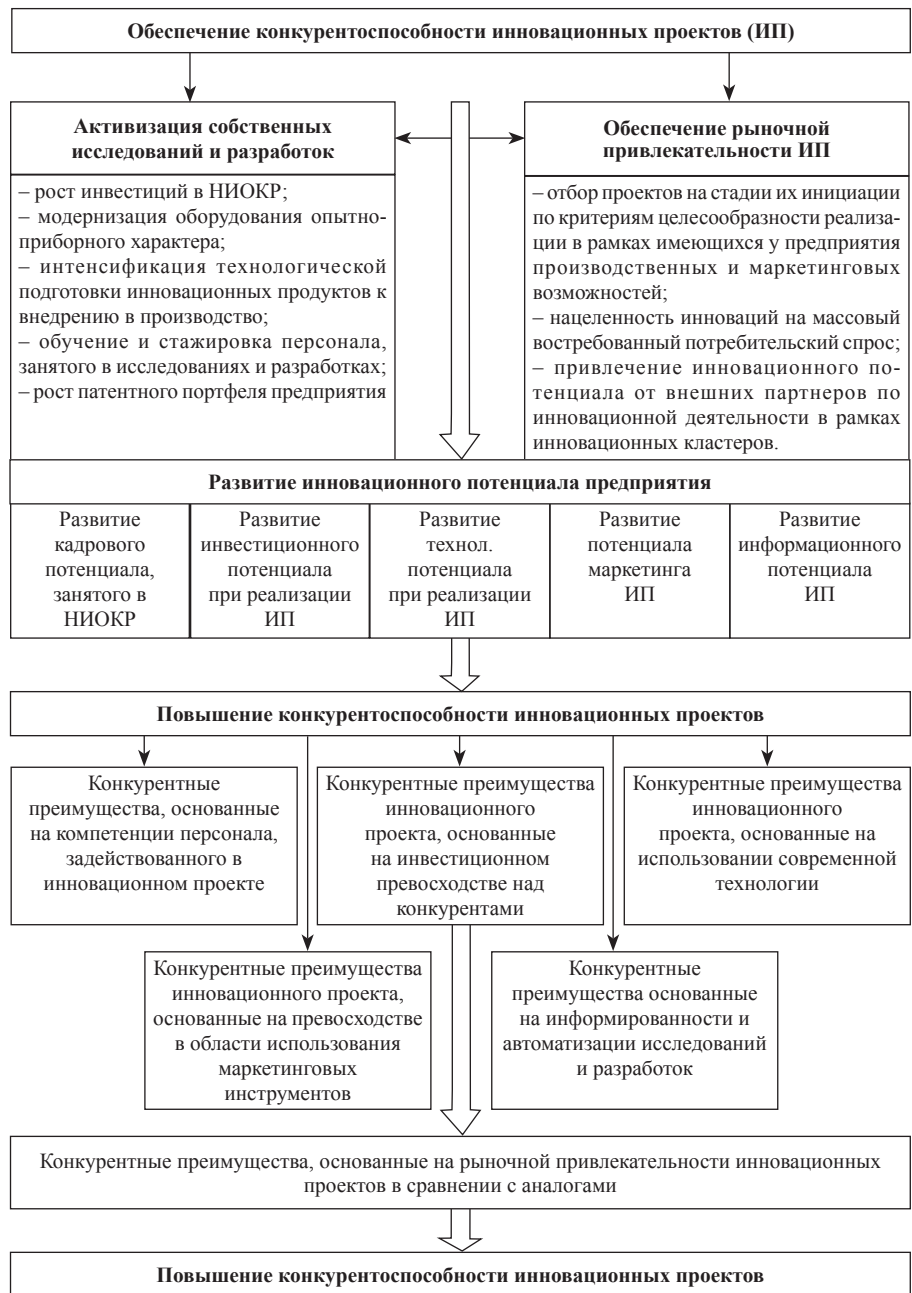 Обеспечение конкурентоспособности инновационных проектов (ИП)
Активизация собственных
исследований и разработок
– рост инвестиций в НИОКР;
– модернизация оборудования опытно-
приборного характера;
– интенсификация технологической
подготовки инновационных продуктов к
внедрению в производство;
– обучение и стажировка персонала,
занятого в исследованиях и разработках;
– рост патентного портфеля предприятия
Обеспечение рыночной
привлекательности ИП
– отбор проектов на стадии их инициации
по критериям целесообразности реализа-
ции в рамках имеющихся у предприятия
производственных и маркетинговых
возможностей;
– нацеленность инноваций на массовый
востребованный потребительский спрос;
– привлечение инновационного по-
тенциала от внешних партнеров по
инновационной деятельности в рамках
инновационных кластеров.
Развитие инновационного потенциала предприятия
Развитие
кадрового
потенциала,
занятого в
НИОКР
Развитие
инвестиционного
потенциала
при реализации
ИП
Развитие
технол.
потенциала
при реализации
ИП
Развитие
потенциала
маркетинга
ИП
Развитие
информационного
потенциала
ИП
Повышение конкурентоспособности инновационных проектов
Конкурентные
преимущества, основанные
на компетенции персонала,
задействованного в
инновационном проекте
Конкурентные преимущества
инновационного
проекта, основанные
на инвестиционном
превосходстве над
конкурентами
Конкурентные преимущества
инновационного
проекта, основанные на
использовании современной
технологии
Конкурентные преимущества
инновационного проекта,
основанные на превосходстве
в области использования
маркетинговых
инструментов
Конкурентные
преимущества основанные
на информированности и
автоматизации исследований
и разработок
Конкурентные преимущества, основанные на рыночной привлекательности инновационных
проектов в сравнении с аналогами
Повышение конкурентоспособности инновационных проектов